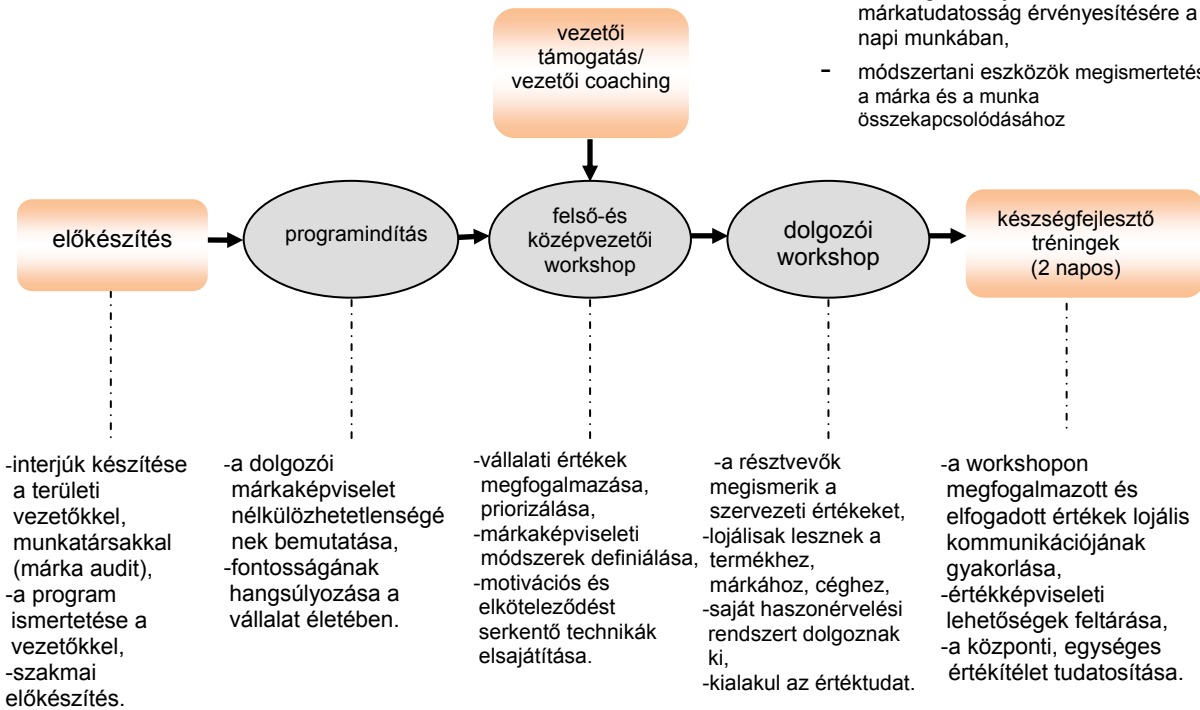 márkatudatosság érvényesítésére a
napi munkában,
- módszertani eszközök megismertetés
a márka és a munka
összekapcsolódásához
vezetői
támogatás/
vezetői coaching
előkészítés
programindítás
felső-és
középvezetői
workshop
dolgozói
workshop
készségfejlesztő
tréningek
(2 napos)
-interjúk készítése
a területi
vezetőkkel,
munkatársakkal
(márka audit),
-a program
ismertetése a
vezetőkkel,
-szakmai
előkészítés.
-a dolgozói
márkaképviselet
nélkülözhetetlenségé
nek bemutatása,
-fontosságának
hangsúlyozása a
vállalat életében.
-vállalati értékek
megfogalmazása,
priorizálása,
-márkaképviseleti
módszerek definiálása,
-motivációs és
elköteleződést
serkentő technikák
elsajátítása.
-a résztvevők
megismerik a
szervezeti értékeket,
-lojálisak lesznek a
termékhez,
márkához, céghez,
-saját haszonérvelési
rendszert dolgoznak
ki,
-kialakul az értéktudat.
-a workshopon
megfogalmazott és
elfogadott értékek lojális
kommunikációjának
gyakorlása,
-értékképviseleti
lehetőségek feltárása,
-a központi, egységes
értékítélet tudatosítása.